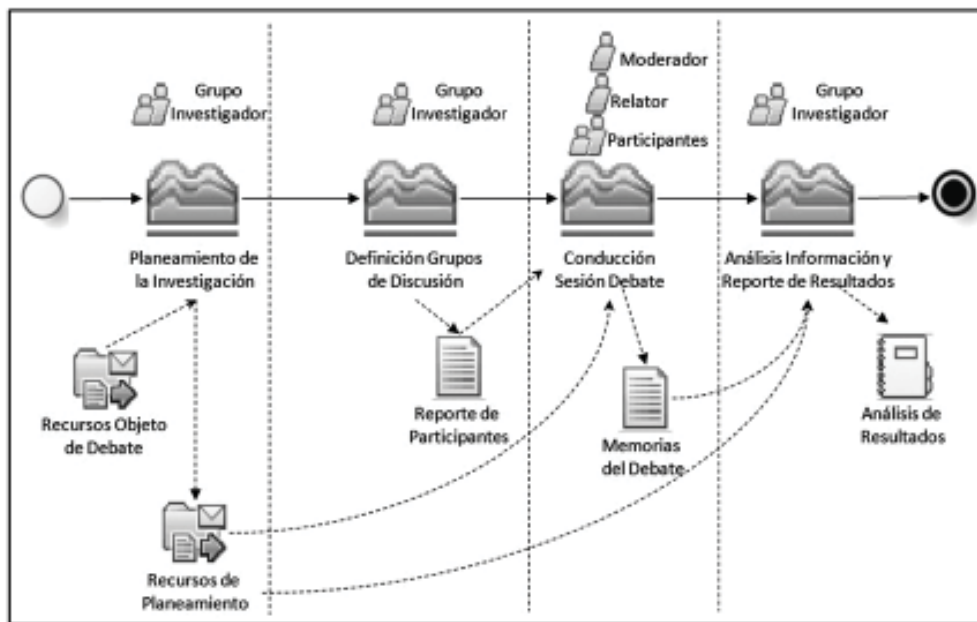 Grupo
Investigador
Planeamiento de
la Investigación
Recursos Objeto
de Debate
Recursos de
Planeamiento
Grupo
Investigador
Definición Grupos
de Discusión
Reporte de
Participantes
Moderador
Relator
Participantes
Conducción
Sesión Debate
Memorias
del Debate
Grupo
Investigador
Análisis Información y
Reporte de Resultados
Análisis de
Resultados